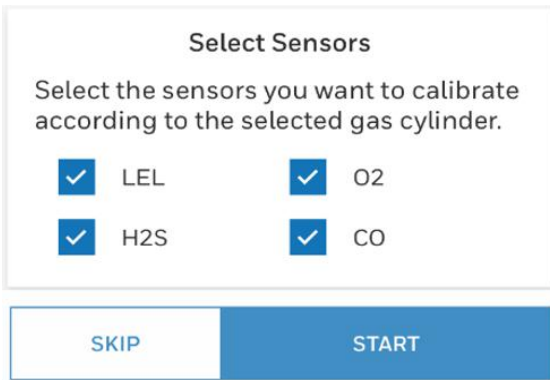 Select Sensors
Select the sensors you want to calibrate
according to the selected gas cylinder.
LEL
O2
H2S
CO
SKIP
START